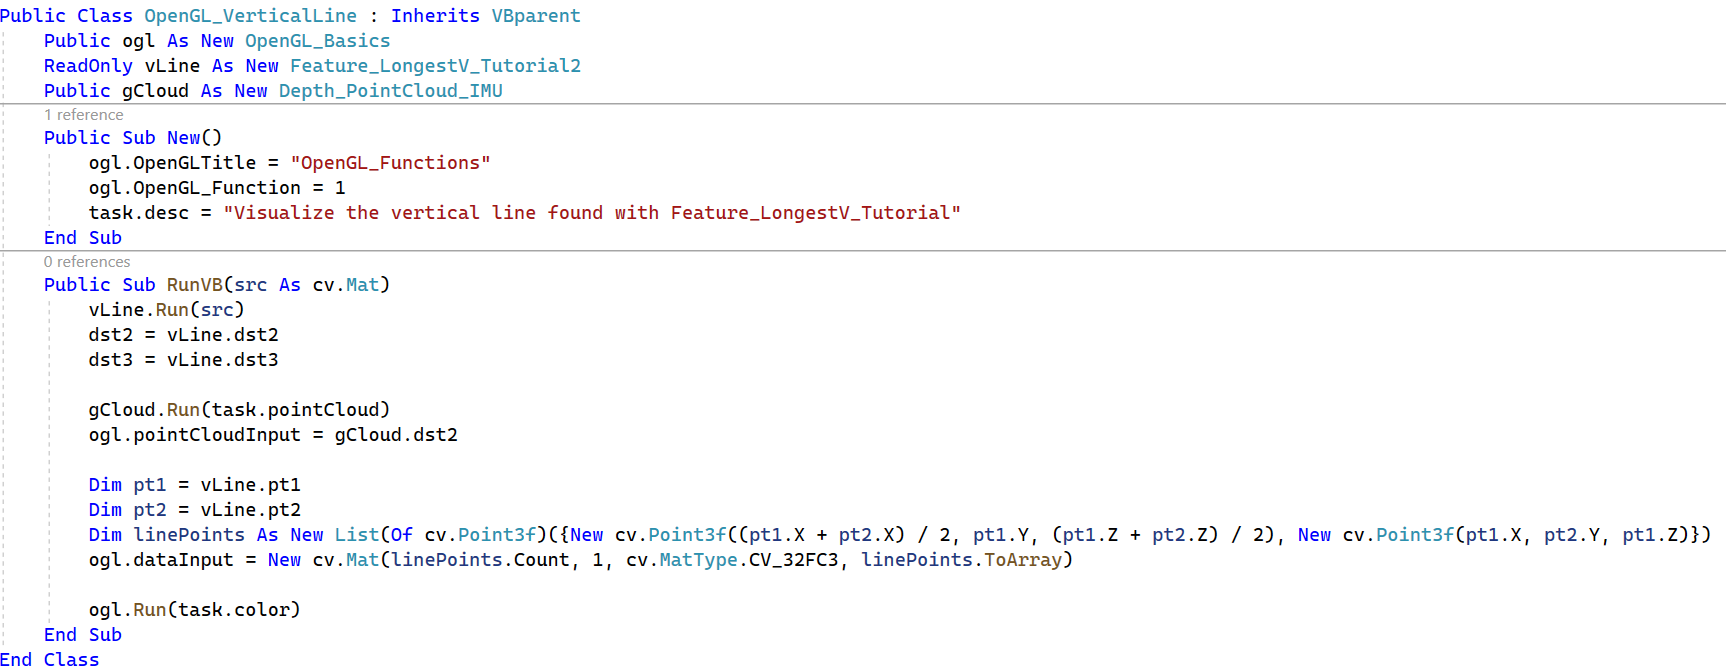 Public Class OpenGL_VerticalLine : Inherits VBparent
    Public ogl As New OpenGL_Basics
    ReadOnly vLine As New Feature_LongestV_Tutorial2
    Public gCloud As New Depth_PointCloud_IMU
    1 reference
    Public Sub New()
        ogl.OpenGLTitle = "OpenGL_Functions"
        ogl.OpenGL_Function = 1
        task.desc = "Visualize the vertical line found with Feature_LongestV_Tutorial"
    End Sub
    0 references
    Public Sub RunVB(src As cv.Mat)
        vLine.Run(src)
        dst2 = vLine.dst2
        dst3 = vLine.dst3

        gCloud.Run(task.pointCloud)
        ogl.pointCloudInput = gCloud.dst2

        Dim pt1 = vLine.pt1
        Dim pt2 = vLine.pt2
        Dim linePoints As New List(Of cv.Point3f)({New cv.Point3f((pt1.X + pt2.X) / 2, pt1.Y, (pt1.Z + pt2.Z) / 2), New cv.Point3f(pt1.X, pt2.Y, pt1.Z)})
        ogl.dataInput = New cv.Mat(linePoints.Count, 1, cv.MatType.CV_32FC3, linePoints.ToArray)

        ogl.Run(task.color)
    End Sub
End Class